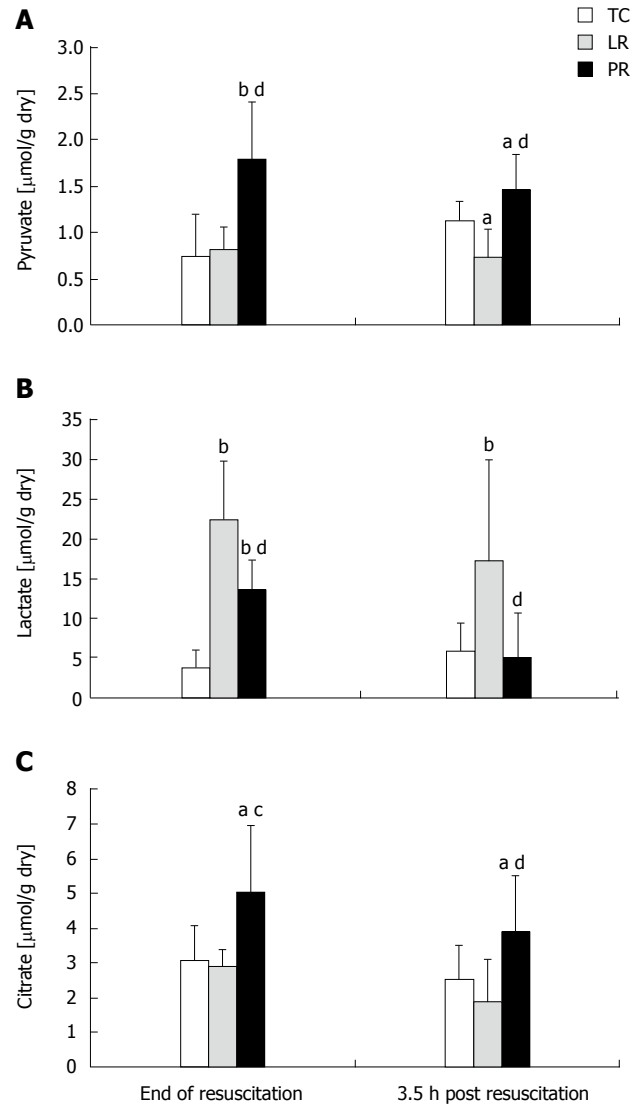 A
TC
LR
PR
3.0
2.5
2.0
1.5
1.0
0.5
0.0
Pyruvate [μmol/g dry]
b d
a
a d
B
35
30
25
20
15
10
5
0
Lactate [μmol/g dry]
b
b d
b
d
C
8
7
6
5
4
3
2
1
0
Citrate [μmol/g dry]
a c
a d
End of resuscitation
3.5 h post resuscitation